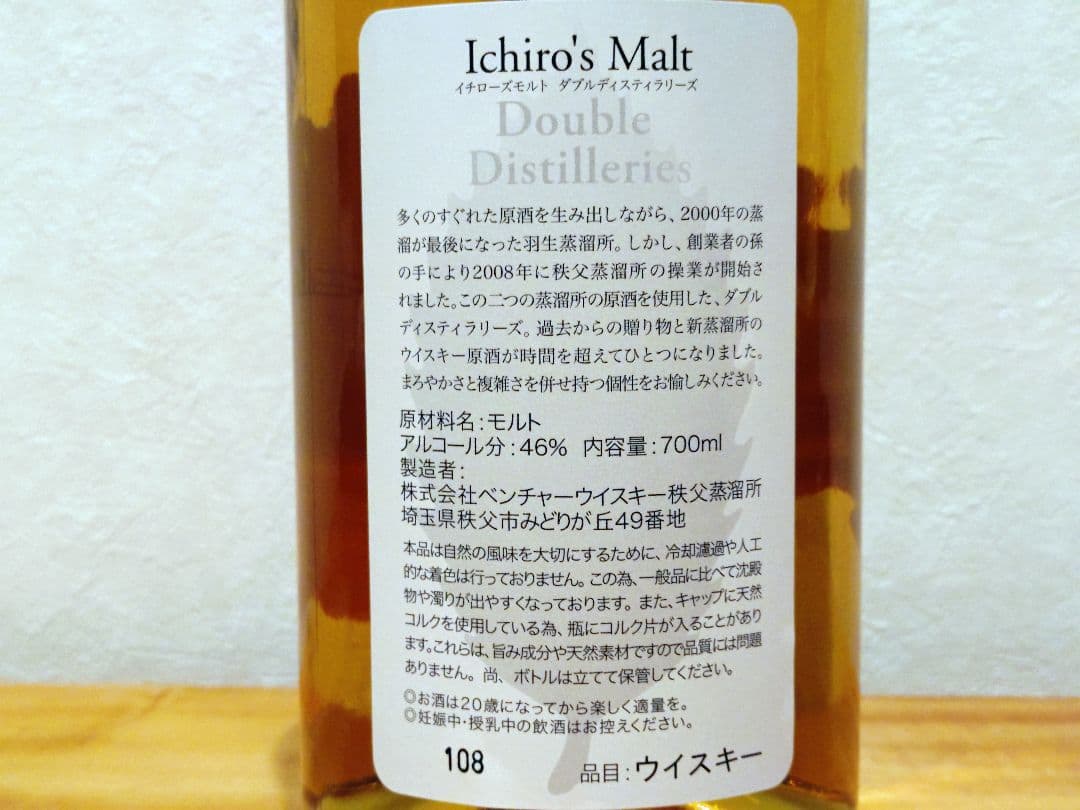 Ichiro's Malt
イチローズモルト ダブルディスティラリーズ
Double
Distilleries
多くのすぐれた原酒を生み出しながら、2000年の蒸
溜が最後になった羽生蒸溜所。しかし、創業者の孫
の手により2008年に秩父蒸溜所の操業が開始さ
れました。この二つの蒸溜所の原酒を使用した、ダブル
ディスティラリーズ。過去からの贈り物と新蒸溜所の
ウイスキー原酒が時間を超えてひとつになりました。
まろやかさと複雑さを併せ持つ個性をお愉しみください。
原材料名:モルト
アルコール分:46% 内容量:700ml
製造者:
株式会社ベンチャーウイスキー秩父蒸溜所
埼玉県秩父市みどりが丘49番地
本品は自然の風味を大切にするために、冷却濾過や人工
的な着色は行っておりません。この為、一般品に比べて沈殿
物や濁りが出やすくなっております。また、キャップに天然
コルクを使用している為、瓶にコルク片が入ることがあり
ます。これらは、旨み成分や天然素材ですので品質には問題
ありません。尚、ボトルは立てて保管してください。
◎お酒は20歳になってから楽しく適量を。
◎妊娠中・授乳中の飲酒はお控えください。
108
品目:ウイスキー